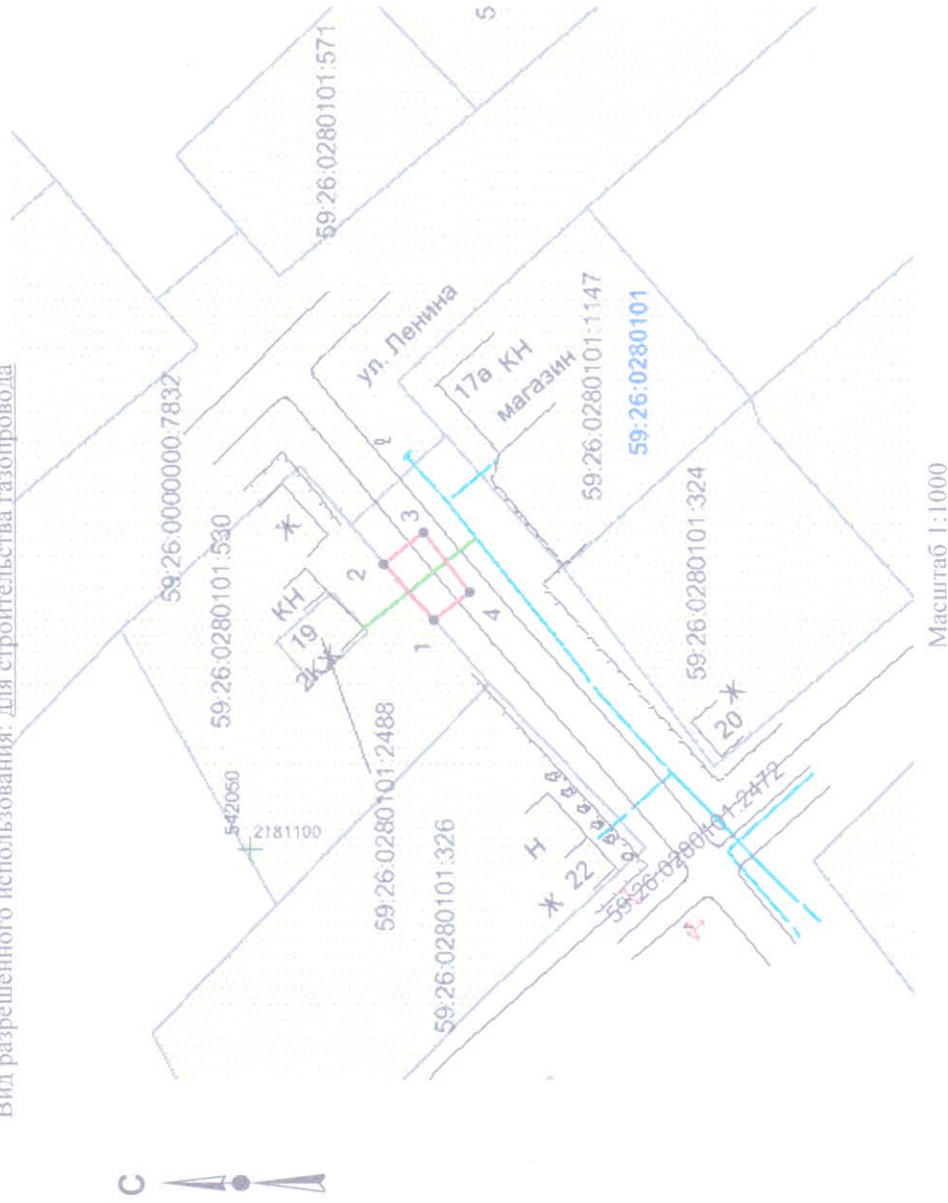 Вид разрешенного использования: для строительства газопровода
С
59:26:0280101:571
5
59:26:0000000:7832
59:26:0280101:530
ул. Ленина
Ж
КН
19
2КЖ
2
3
1
4
17а КН
магазин
59:26:0280101:1147
59:26:0280101
542050
2181100
59:26:0280101:2488
59:26:0280101:326
59:26:0280101:324
Н
Ж
22
Ж
20
59:26:0280101:2472
Масштаб 1:1000